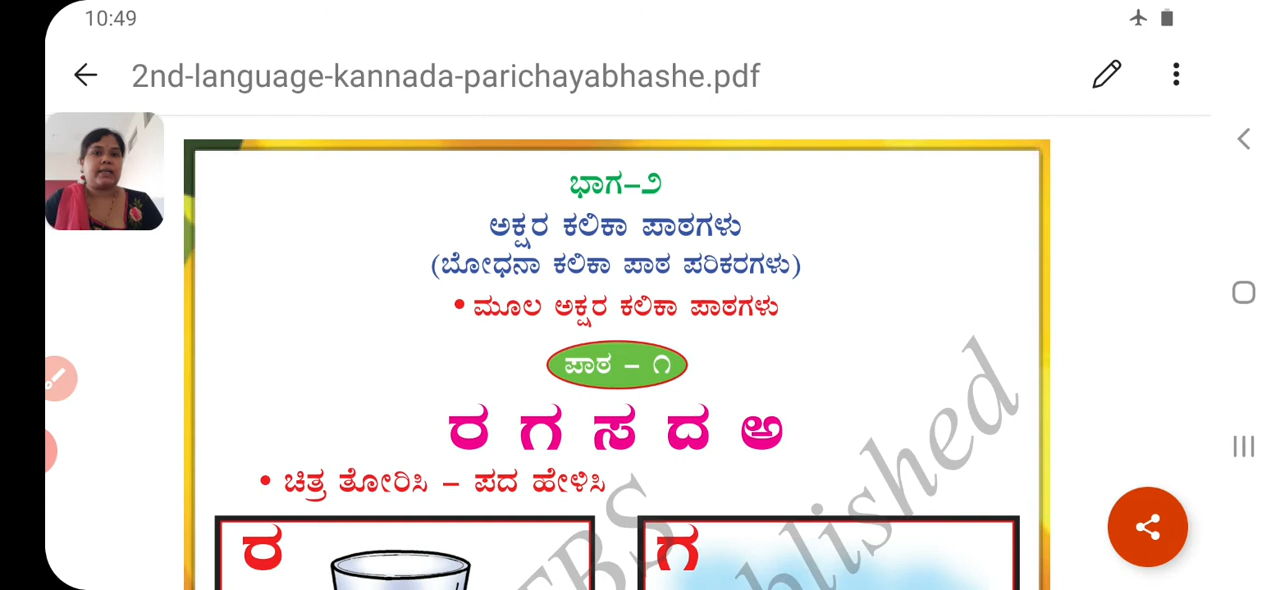 10:49
2nd-language-kannada-parichayabhashe.pdf
ಭಾಗ–೨
ಅಕ್ಷರ ಕಲಿಕಾ ಪಾಠಗಳು
(ಬೋಧನಾ ಕಲಿಕಾ ಪಾಠ ಪರಿಕರಗಳು)
• ಮೂಲ ಅಕ್ಷರ ಕಲಿಕಾ ಪಾಠಗಳು
ಪಾಠ – ೧
ರ ಗ ಸ ದ ಅ
• ಚಿತ್ರ ತೋರಿಸಿ – ಪದ ಹೇಳಿಸಿ
ರ
ಗ